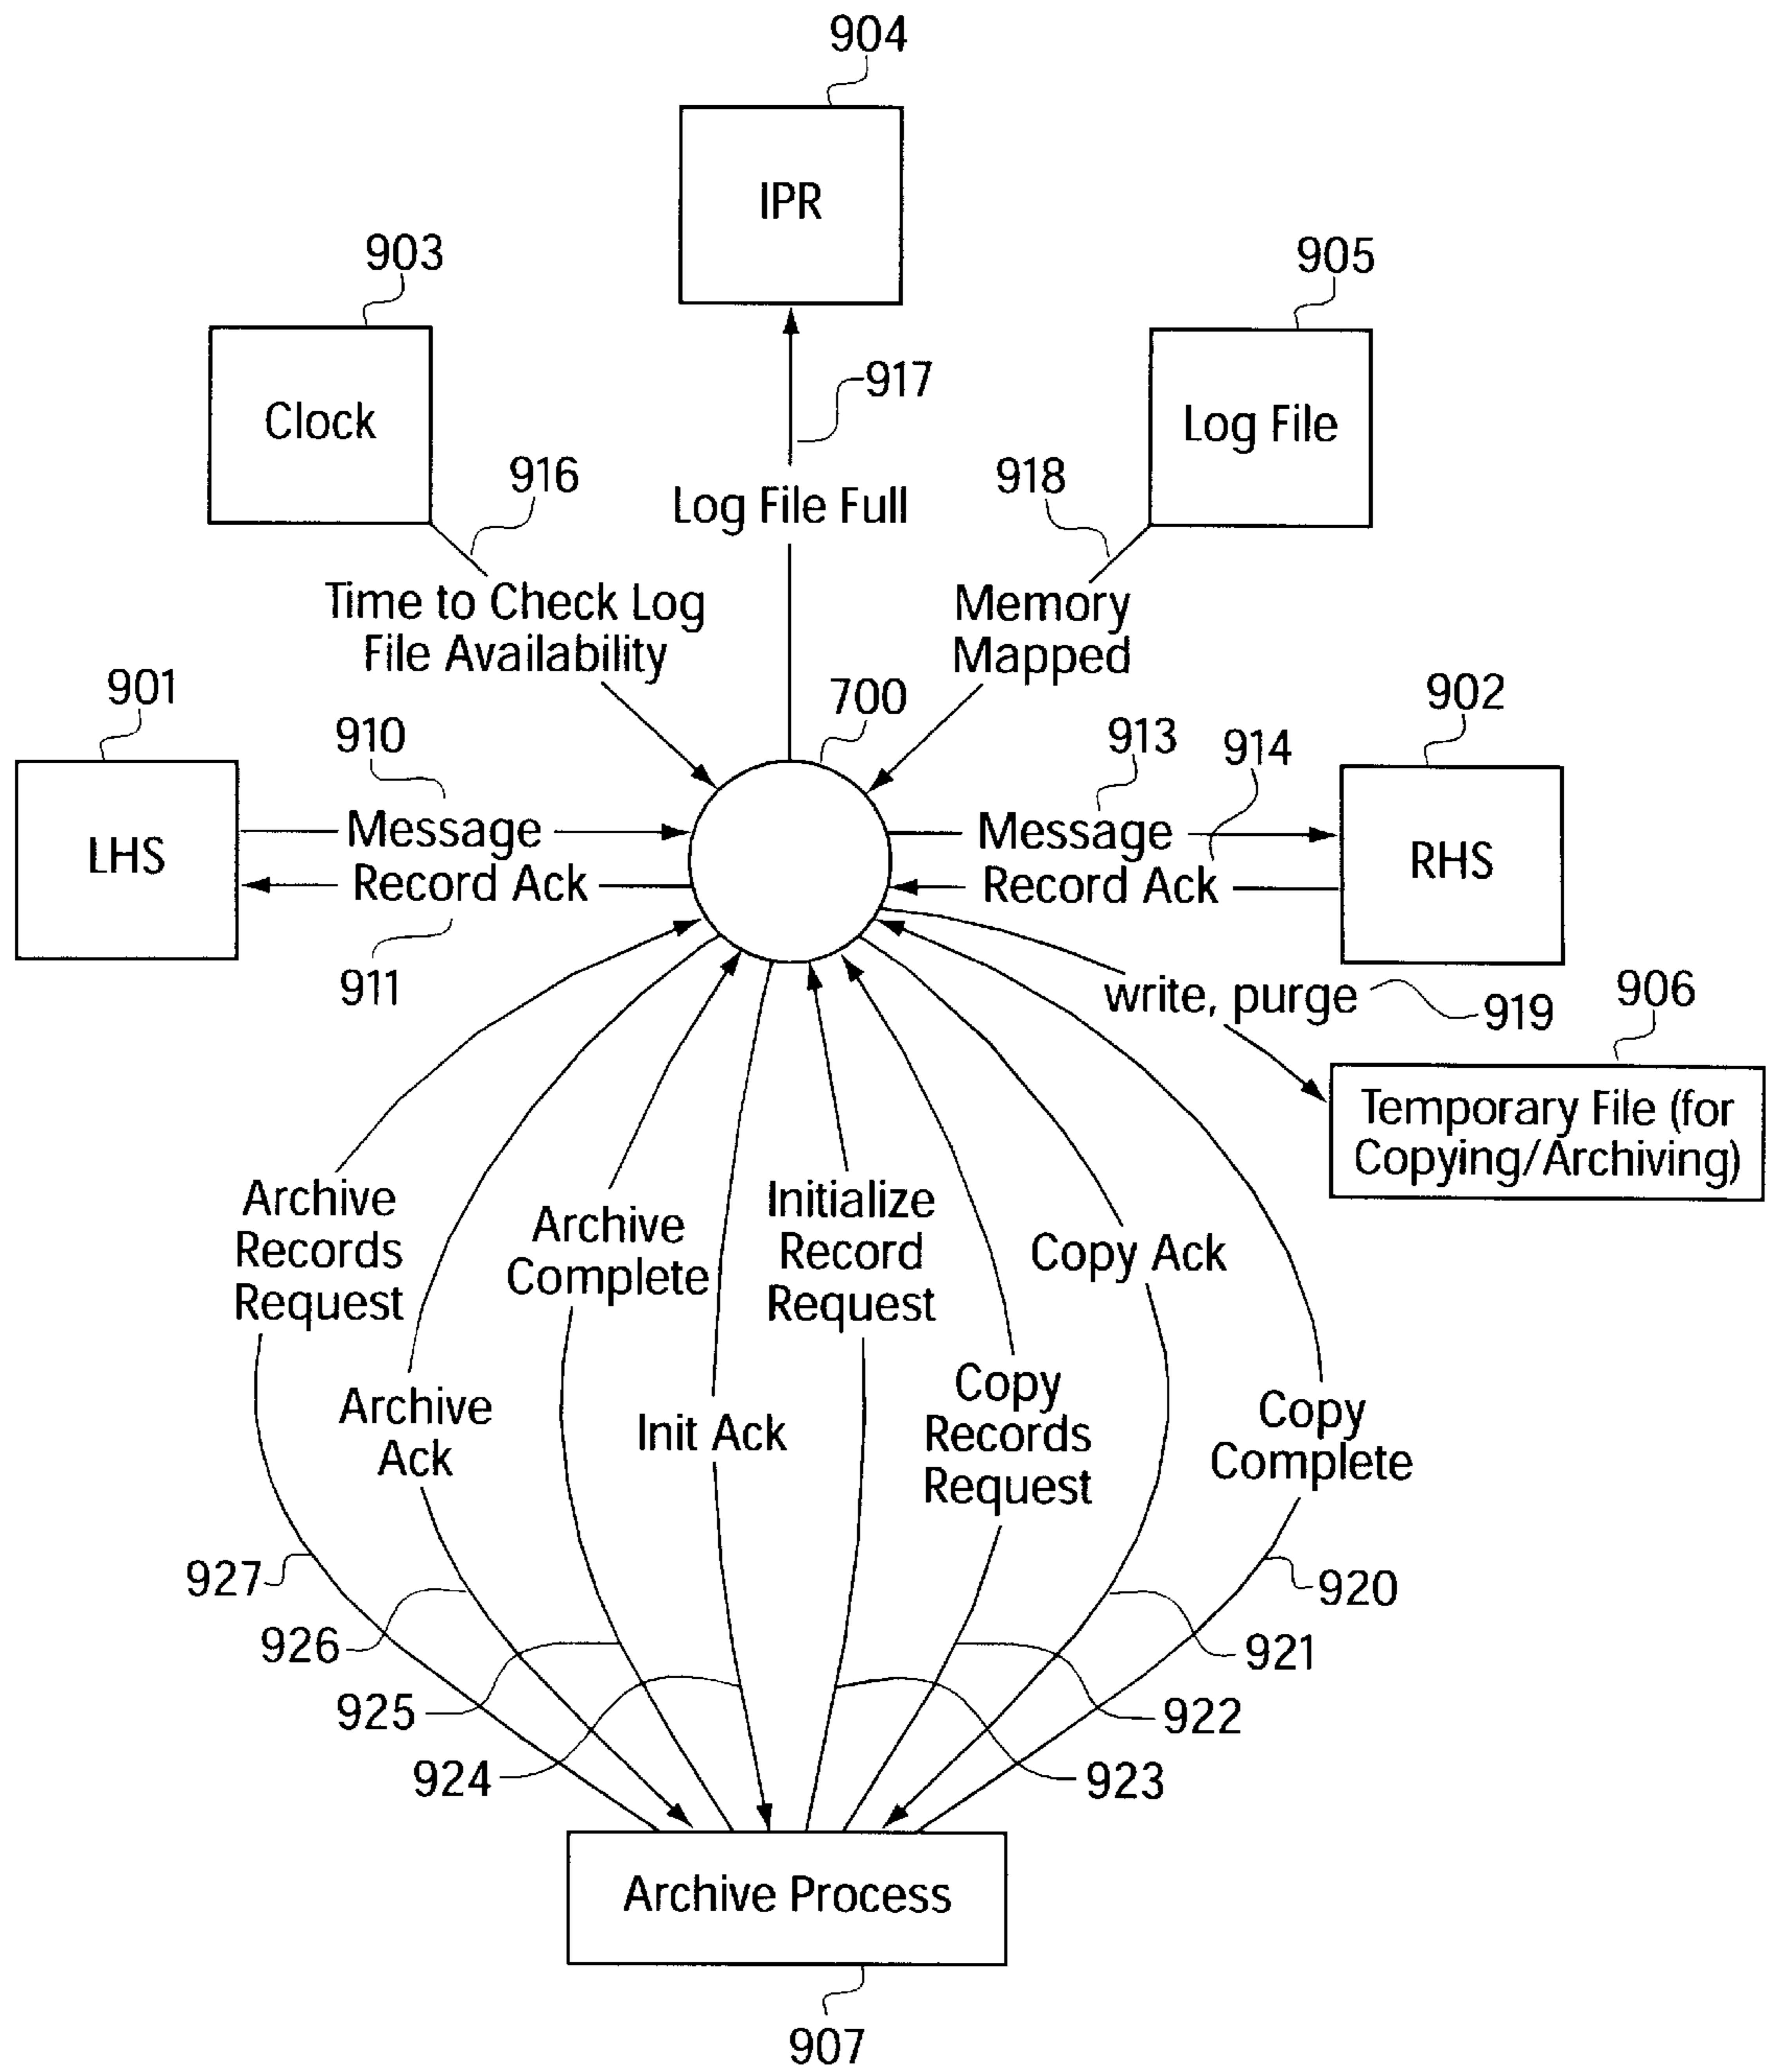 904
IPR
903
905
Clock
917
Log File
916
Log File Full
918
Time to Check Log
File Availability
Memory
Mapped
901
700
902
910
913
914
LHS
Message
Record Ack
Message
Record Ack
RHS
911
write, purge
919
906
Temporary File (for
Copying/Archiving)
Archive
Records
Request
Archive
Complete
Initialize
Record
Request
Copy Ack
Archive
Ack
Init Ack
Copy
Records
Request
Copy
Complete
927
920
926
921
925
922
924
923
Archive Process
907